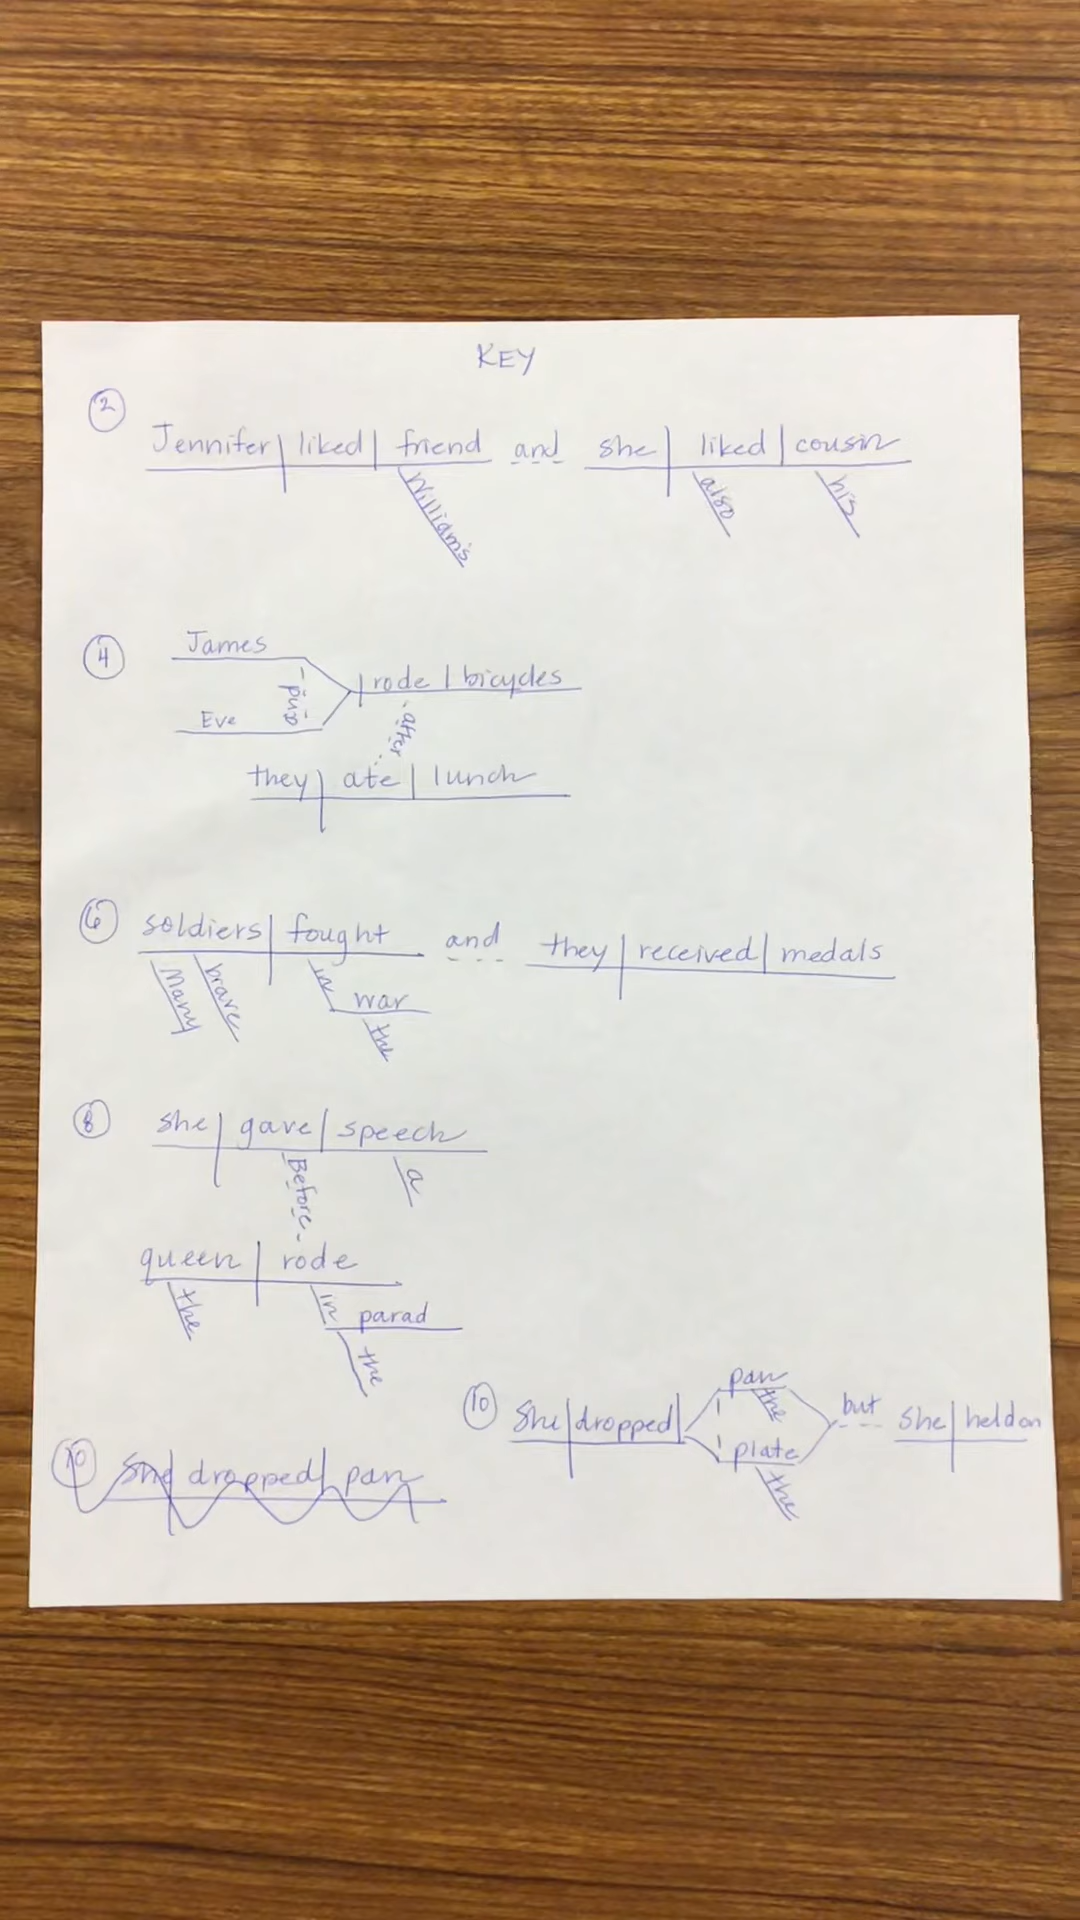 KEY
2
Jennifer liked friend and she liked cousin
William's also his
4
James
and
Eve
rode bicycles
after
they ate lunch
6
soldiers fought and they received medals
Many brave in war
the
8
she gave speech
Before a
queen rode
the in parad
the
10
She dropped pan the plate the but she held on
10
She dropped pan